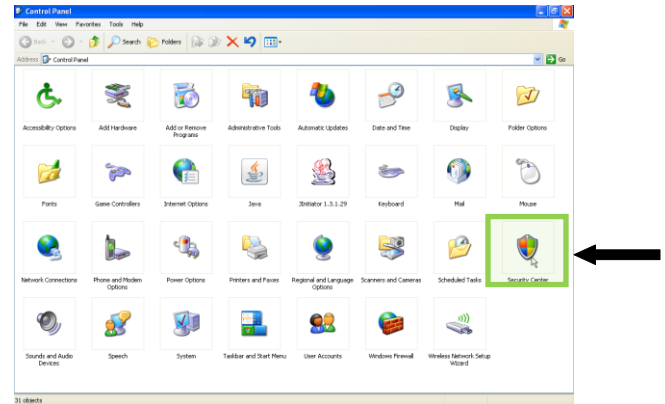 Control Panel
File Edit View Favorites Tools Help
Back Search Folders
Address Control Panel Go
Accessibility Options Add Hardware Add or Remove Programs Administrative Tools Automatic Updates Date and Time Display Folder Options
Fonts Game Controllers Internet Options Java JInitiator 1.3.1.29 Keyboard Mail Mouse
Network Connections Phone and Modem Options Power Options Printers and Faxes Regional and Language Options Scanners and Cameras Scheduled Tasks Security Center
Sounds and Audio Devices Speech System Taskbar and Start Menu User Accounts Windows Firewall Wireless Network Setup Wizard
31 objects